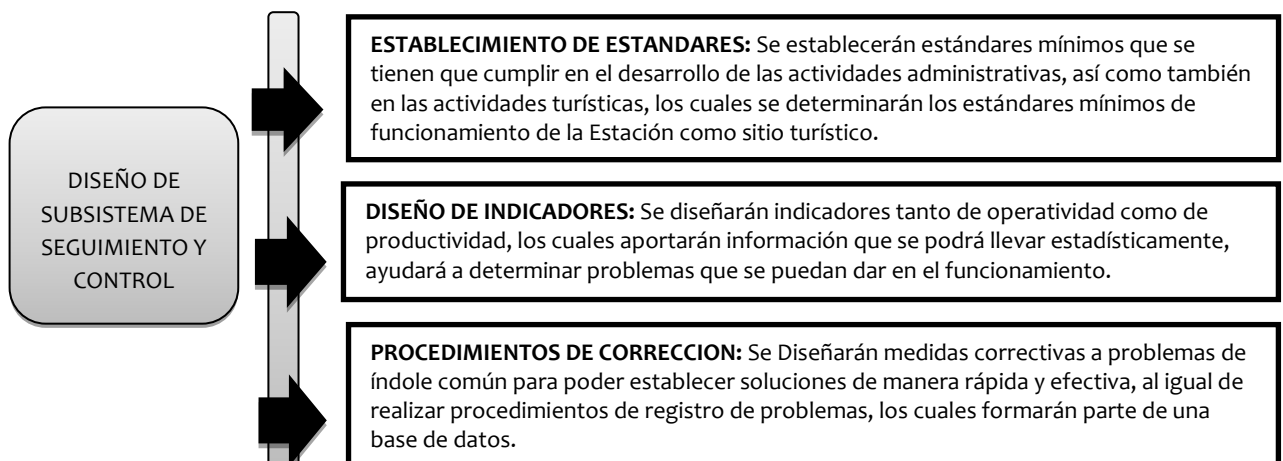 DISEÑO DE
SUBSISTEMA DE
SEGUIMIENTO Y
CONTROL
ESTABLECIMIENTO DE ESTANDARES: Se establecerán estándares mínimos que se
tienen que cumplir en el desarrollo de las actividades administrativas, así como también
en las actividades turísticas, los cuales se determinarán los estándares mínimos de
funcionamiento de la Estación como sitio turístico.
DISEÑO DE INDICADORES: Se diseñarán indicadores tanto de operatividad como de
productividad, los cuales aportarán información que se podrá llevar estadísticamente,
ayudará a determinar problemas que se puedan dar en el funcionamiento.
PROCEDIMIENTOS DE CORRECCION: Se Diseñarán medidas correctivas a problemas de
índole común para poder establecer soluciones de manera rápida y efectiva, al igual de
realizar procedimientos de registro de problemas, los cuales formarán parte de una
base de datos.